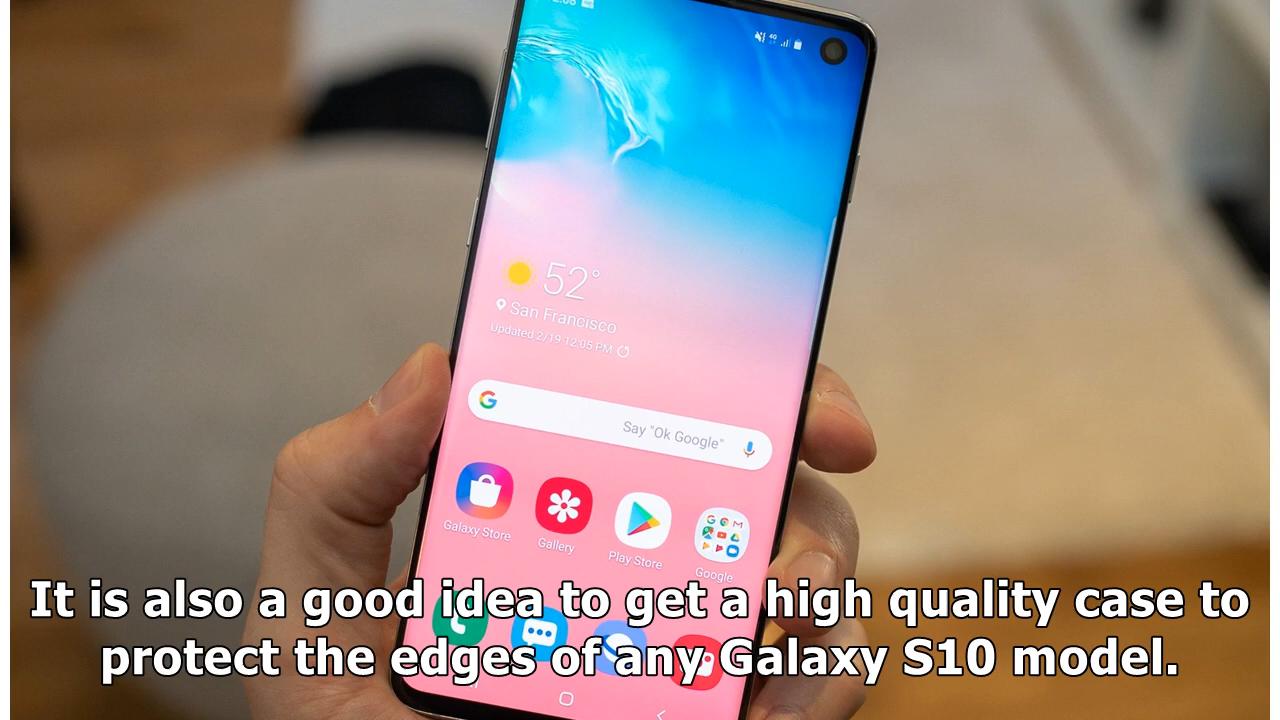 52°
San Francisco
Updated 2/19 12:05 PM
Say "Ok Google"
Galaxy Store
Gallery
Play Store
Google
It is also a good idea to get a high quality case to
protect the edges of any Galaxy S10 model.